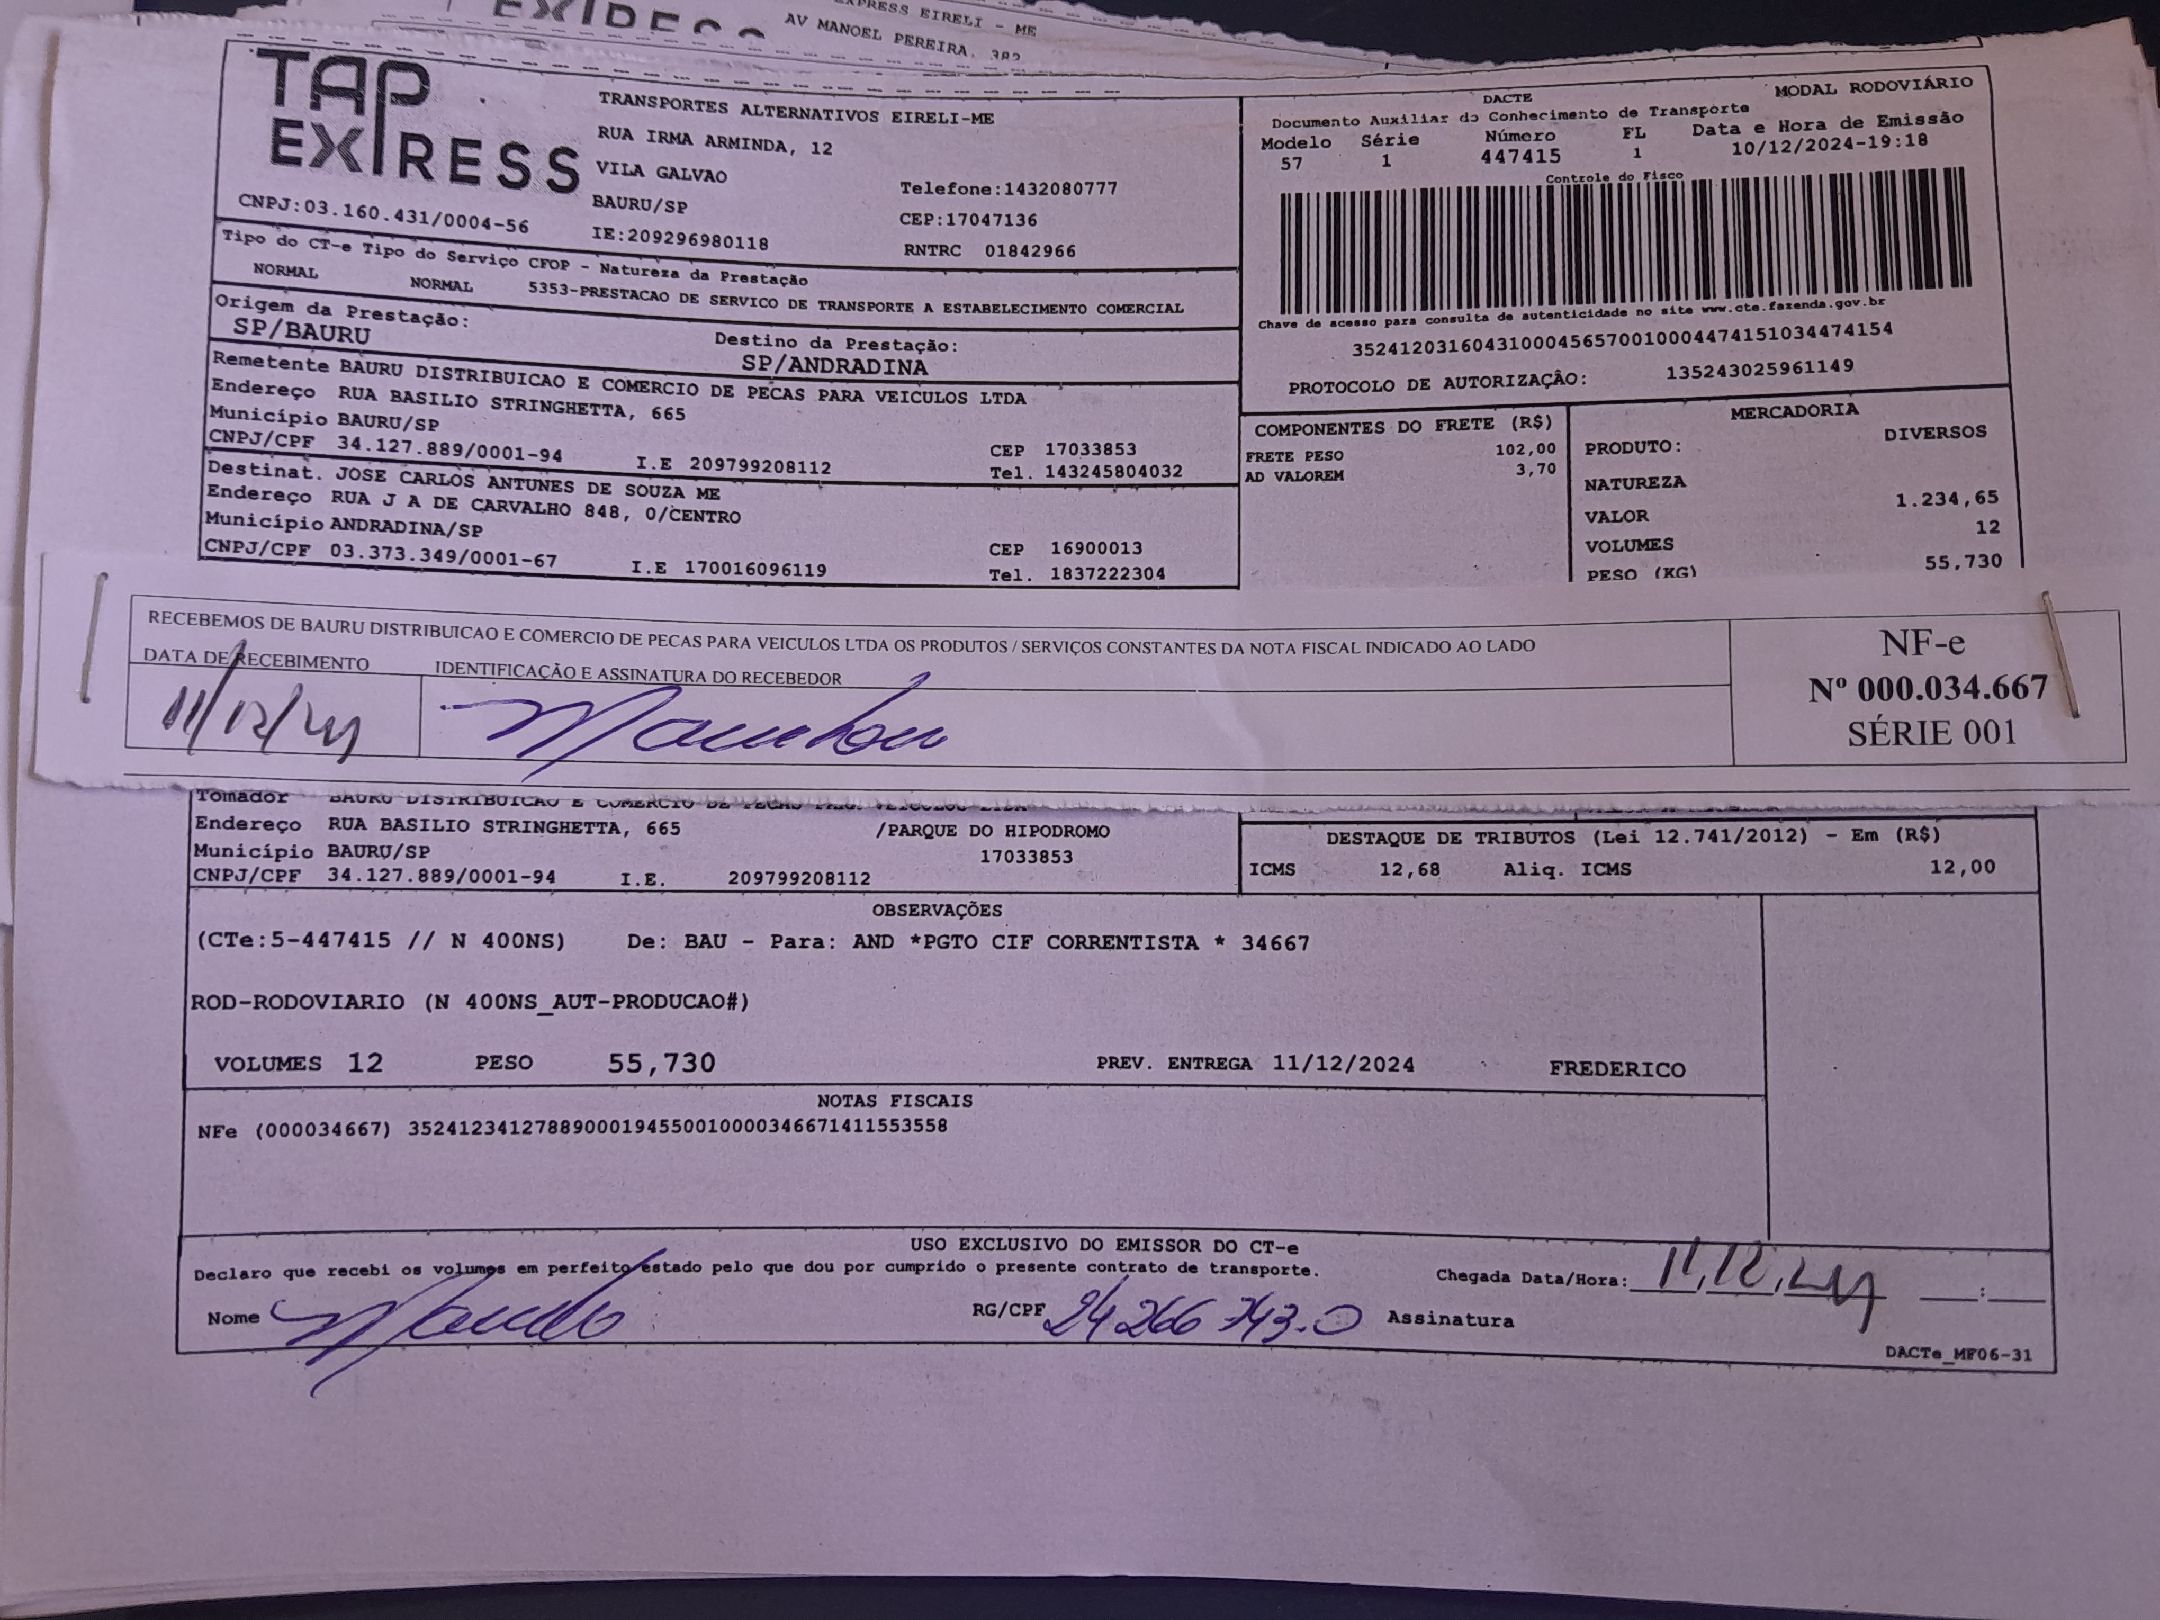 EXPRESS EIRELI - ME
AV MANOEL PEREIRA, 382
TAP
EXPRESS
CNPJ:03.160.431/0004-56
TRANSPORTES ALTERNATIVOS EIRELI-ME
RUA IRMA ARMINDA, 12
VILA GALVAO
BAURU/SP
IE:209296980118
Telefone:1432080777
CEP:17047136
RNTRC 01842966
DACTE MODAL RODOVIÁRIO
Documento Auxiliar do Conhecimento de Transporte
Modelo Série Número FL Data e Hora de Emissão
57 1 447415 1 10/12/2024-19:18
Controle do Fisco
Chave de acesso para consulta de autenticidade no site www.cte.fazenda.gov.br
35241203160431000456570010004474151034474154
PROTOCOLO DE AUTORIZAÇÂO: 135243025961149
Tipo do CT-e Tipo do Serviço CFOP - Natureza da Prestação
NORMAL NORMAL 5353-PRESTACAO DE SERVICO DE TRANSPORTE A ESTABELECIMENTO COMERCIAL
Origem da Prestação: Destino da Prestação:
SP/BAURU SP/ANDRADINA
Remetente BAURU DISTRIBUICAO E COMERCIO DE PECAS PARA VEICULOS LTDA
Endereço RUA BASILIO STRINGHETTA, 665
Município BAURU/SP CEP 17033853
CNPJ/CPF 34.127.889/0001-94 I.E 209799208112 Tel. 143245804032
Destinat. JOSE CARLOS ANTUNES DE SOUZA ME
Endereço RUA J A DE CARVALHO 848, 0/CENTRO
Município ANDRADINA/SP CEP 16900013
CNPJ/CPF 03.373.349/0001-67 I.E 170016096119 Tel. 1837222304
COMPONENTES DO FRETE (R$)
FRETE PESO 102,00
AD VALOREM 3,70
MERCADORIA
PRODUTO: DIVERSOS
NATUREZA
VALOR 1.234,65
VOLUMES 12
PESO (KG) 55,730
RECEBEMOS DE BAURU DISTRIBUICAO E COMERCIO DE PECAS PARA VEICULOS LTDA OS PRODUTOS / SERVIÇOS CONSTANTES DA NOTA FISCAL INDICADO AO LADO
DATA DE RECEBIMENTO IDENTIFICAÇÃO E ASSINATURA DO RECEBEDOR
11/12/24
NF-e
Nº 000.034.667
SÉRIE 001
Tomador BAURU DISTRIBUICAO E COMERCIO DE PECAS PARA VEICULOS LTDA
Endereço RUA BASILIO STRINGHETTA, 665 /PARQUE DO HIPODROMO
Município BAURU/SP 17033853
CNPJ/CPF 34.127.889/0001-94 I.E. 209799208112
DESTAQUE DE TRIBUTOS (Lei 12.741/2012) - Em (R$)
ICMS 12,68 Aliq. ICMS 12,00
OBSERVAÇÕES
(CTe:5-447415 // N 400NS) De: BAU - Para: AND *PGTO CIF CORRENTISTA * 34667
ROD-RODOVIARIO (N 400NS_AUT-PRODUCAO#)
VOLUMES 12 PESO 55,730 PREV. ENTREGA 11/12/2024 FREDERICO
NOTAS FISCAIS
NFe (000034667) 35241234127889000194550010000346671411553558
USO EXCLUSIVO DO EMISSOR DO CT-e
Declaro que recebi os volumes em perfeito estado pelo que dou por cumprido o presente contrato de transporte.
Chegada Data/Hora: 11/12/24 :
Nome RG/CPF 24266743-0 Assinatura
DACTe_MF06-31